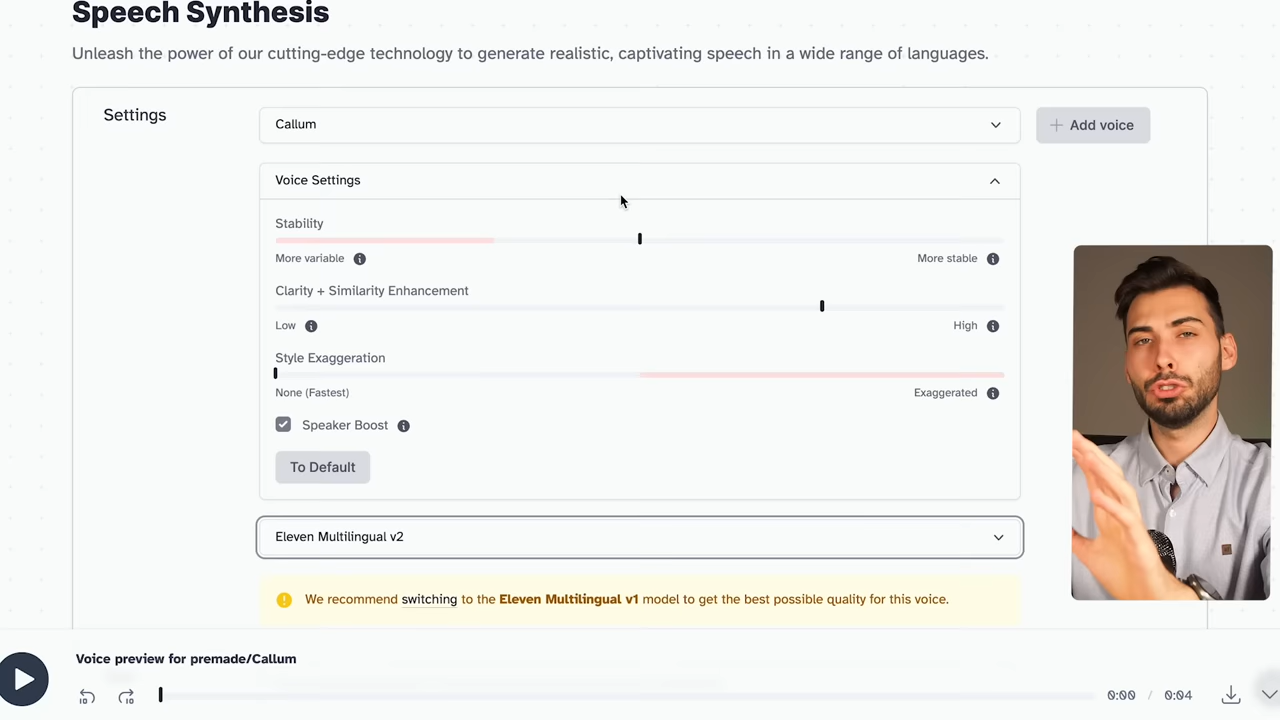 Speech Synthesis
Unleash the power of our cutting-edge technology to generate realistic, captivating speech in a wide range of languages.
Settings
Callum
+ Add voice
Voice Settings
Stability
More variable
More stable
Clarity + Similarity Enhancement
Low
High
Style Exaggeration
None (Fastest)
Exaggerated
Speaker Boost
To Default
Eleven Multilingual v2
We recommend switching to the Eleven Multilingual v1 model to get the best possible quality for this voice.
Voice preview for premade/Callum
10
10
0:00 / 0:04